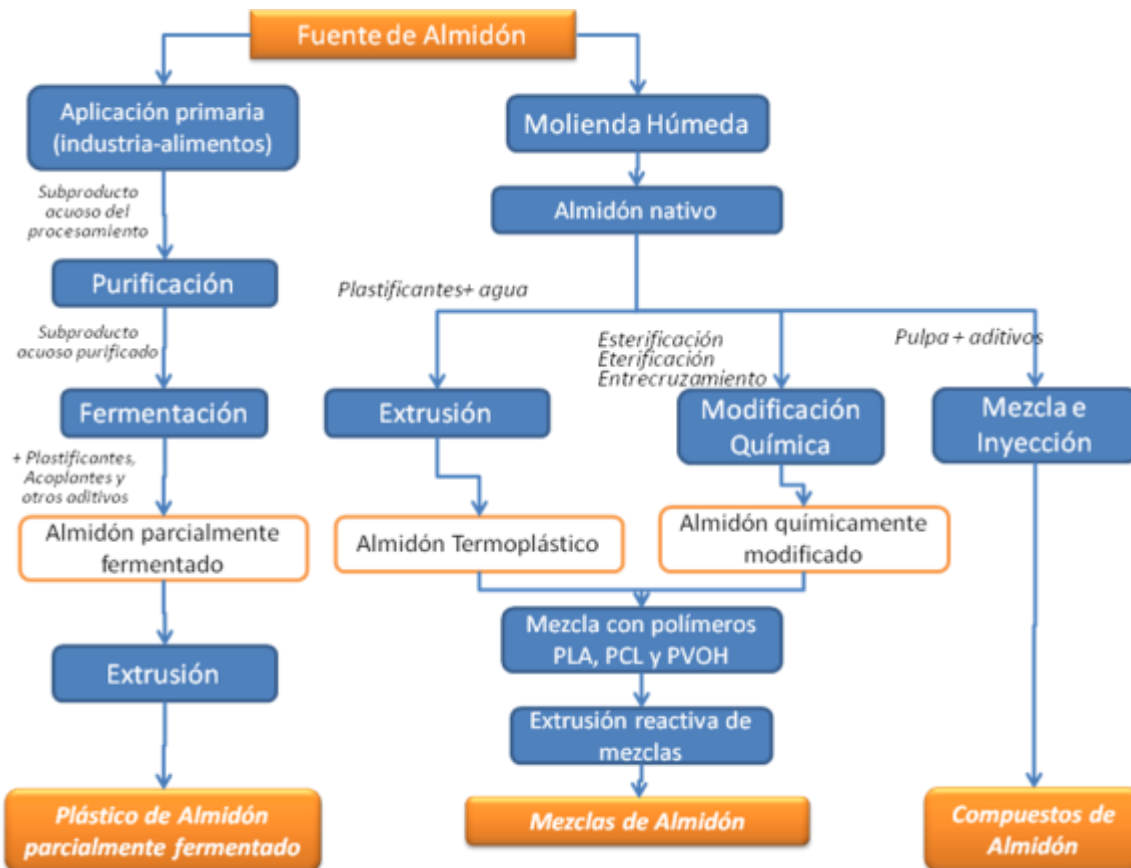 Fuente de Almidón
Aplicación primaria
(industria-alimentos)
Molienda Húmeda
Subproducto
acuoso del
procesamiento
Almidón nativo
Purificación
Plastificantes+ agua
Subproducto
acuoso purificado
Esterificación
Eterificación
Entrecruzamiento
Pulpa + aditivos
Fermentación
Extrusión
Modificación
Química
Mezcla e
Inyección
+ Plastificantes,
Acoplantes y
otros aditivos
Almidón parcialmente
fermentado
Almidón Termoplástico
Almidón químicamente
modificado
Mezcla con polímeros
PLA, PCL y PVOH
Extrusión
Extrusión reactiva de
mezclas
Plástico de Almidón
parcialmente fermentado
Mezclas de Almidón
Compuestos de
Almidón